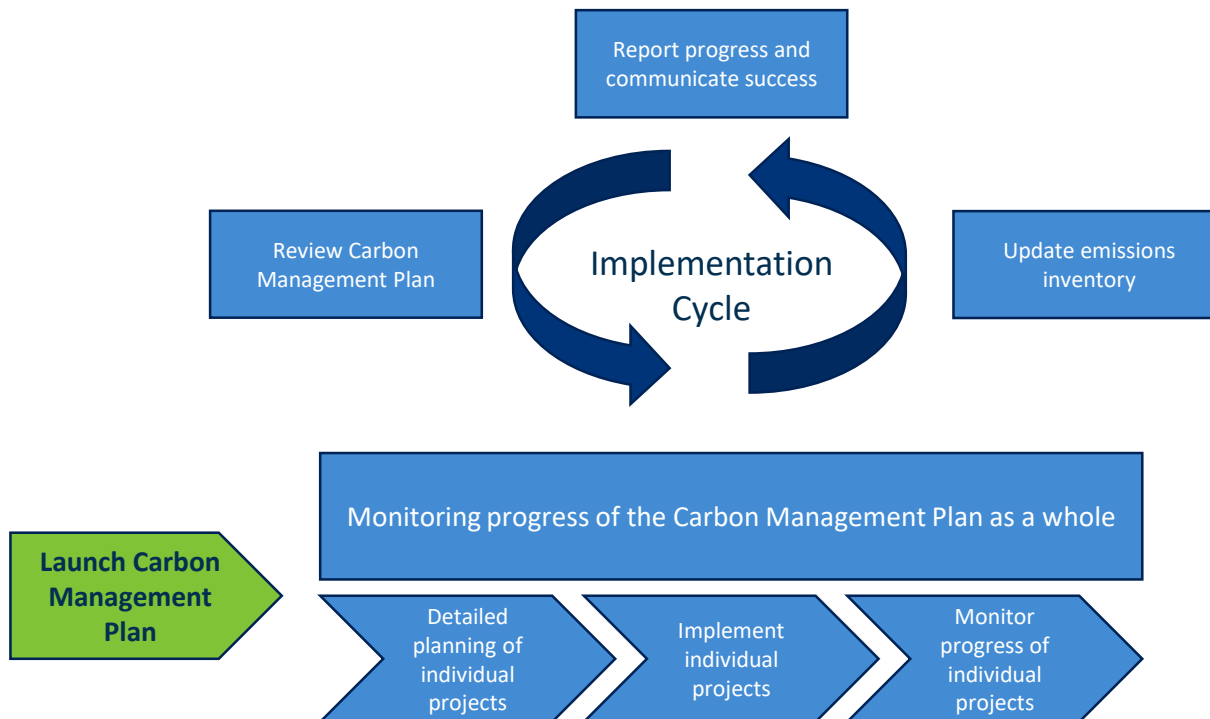 Report progress and
communicate success
Review Carbon
Management Plan
Implementation
Cycle
Update emissions
inventory
Monitoring progress of the Carbon Management Plan as a whole
Launch Carbon
Management
Plan
Detailed
planning of
individual
projects
Implement
individual
projects
Monitor
progress of
individual
projects